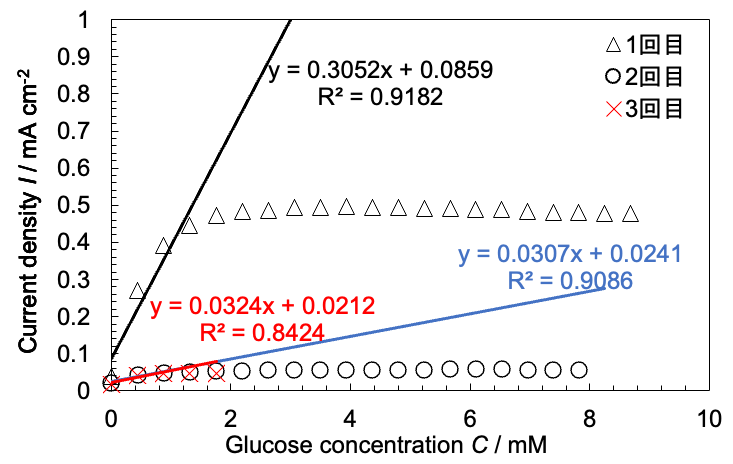 1
0.9
0.8
0.7
0.6
0.5
0.4
0.3
0.2
0.1
0
Current density I / mA cm⁻²
y = 0.3052x + 0.0859
R² = 0.9182
1回目
2回目
3回目
y = 0.0307x + 0.0241
R² = 0.9086
y = 0.0324x + 0.0212
R² = 0.8424
0 2 4 6 8 10
Glucose concentration C / mM